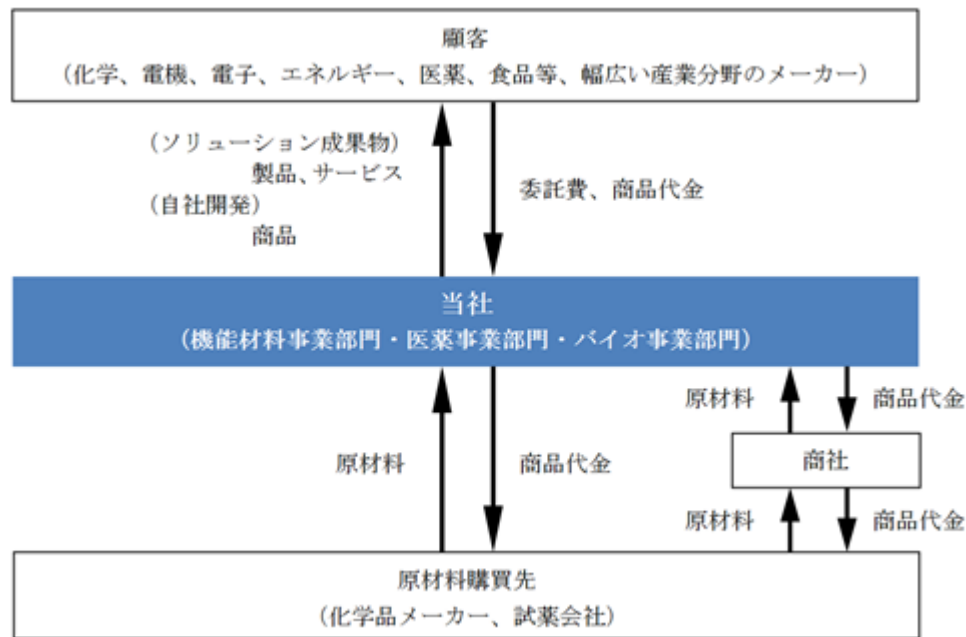 顧客
（化学、電機、電子、エネルギー、医薬、食品等、幅広い産業分野のメーカー）
（ソリューション成果物）
製品、サービス
（自社開発）
商品
委託費、商品代金
当社
（機能材料事業部門・医薬事業部門・バイオ事業部門）
原材料
商品代金
原材料
商品代金
商社
原材料
商品代金
原材料購買先
（化学品メーカー、試薬会社）